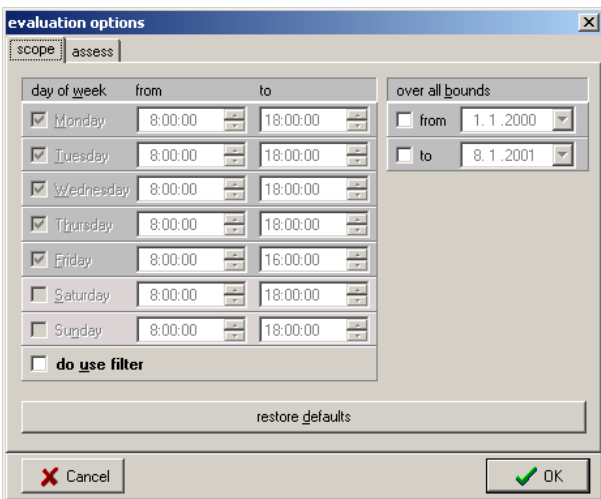 evaluation options
scope assess
day of week from to over all bounds
Monday 8:00:00 18:00:00 from 1. 1 .2000
Tuesday 8:00:00 18:00:00 to 8. 1 .2001
Wednesday 8:00:00 18:00:00
Thursday 8:00:00 18:00:00
Friday 8:00:00 16:00:00
Saturday 8:00:00 18:00:00
Sunday 8:00:00 18:00:00
do use filter
restore defaults
Cancel OK